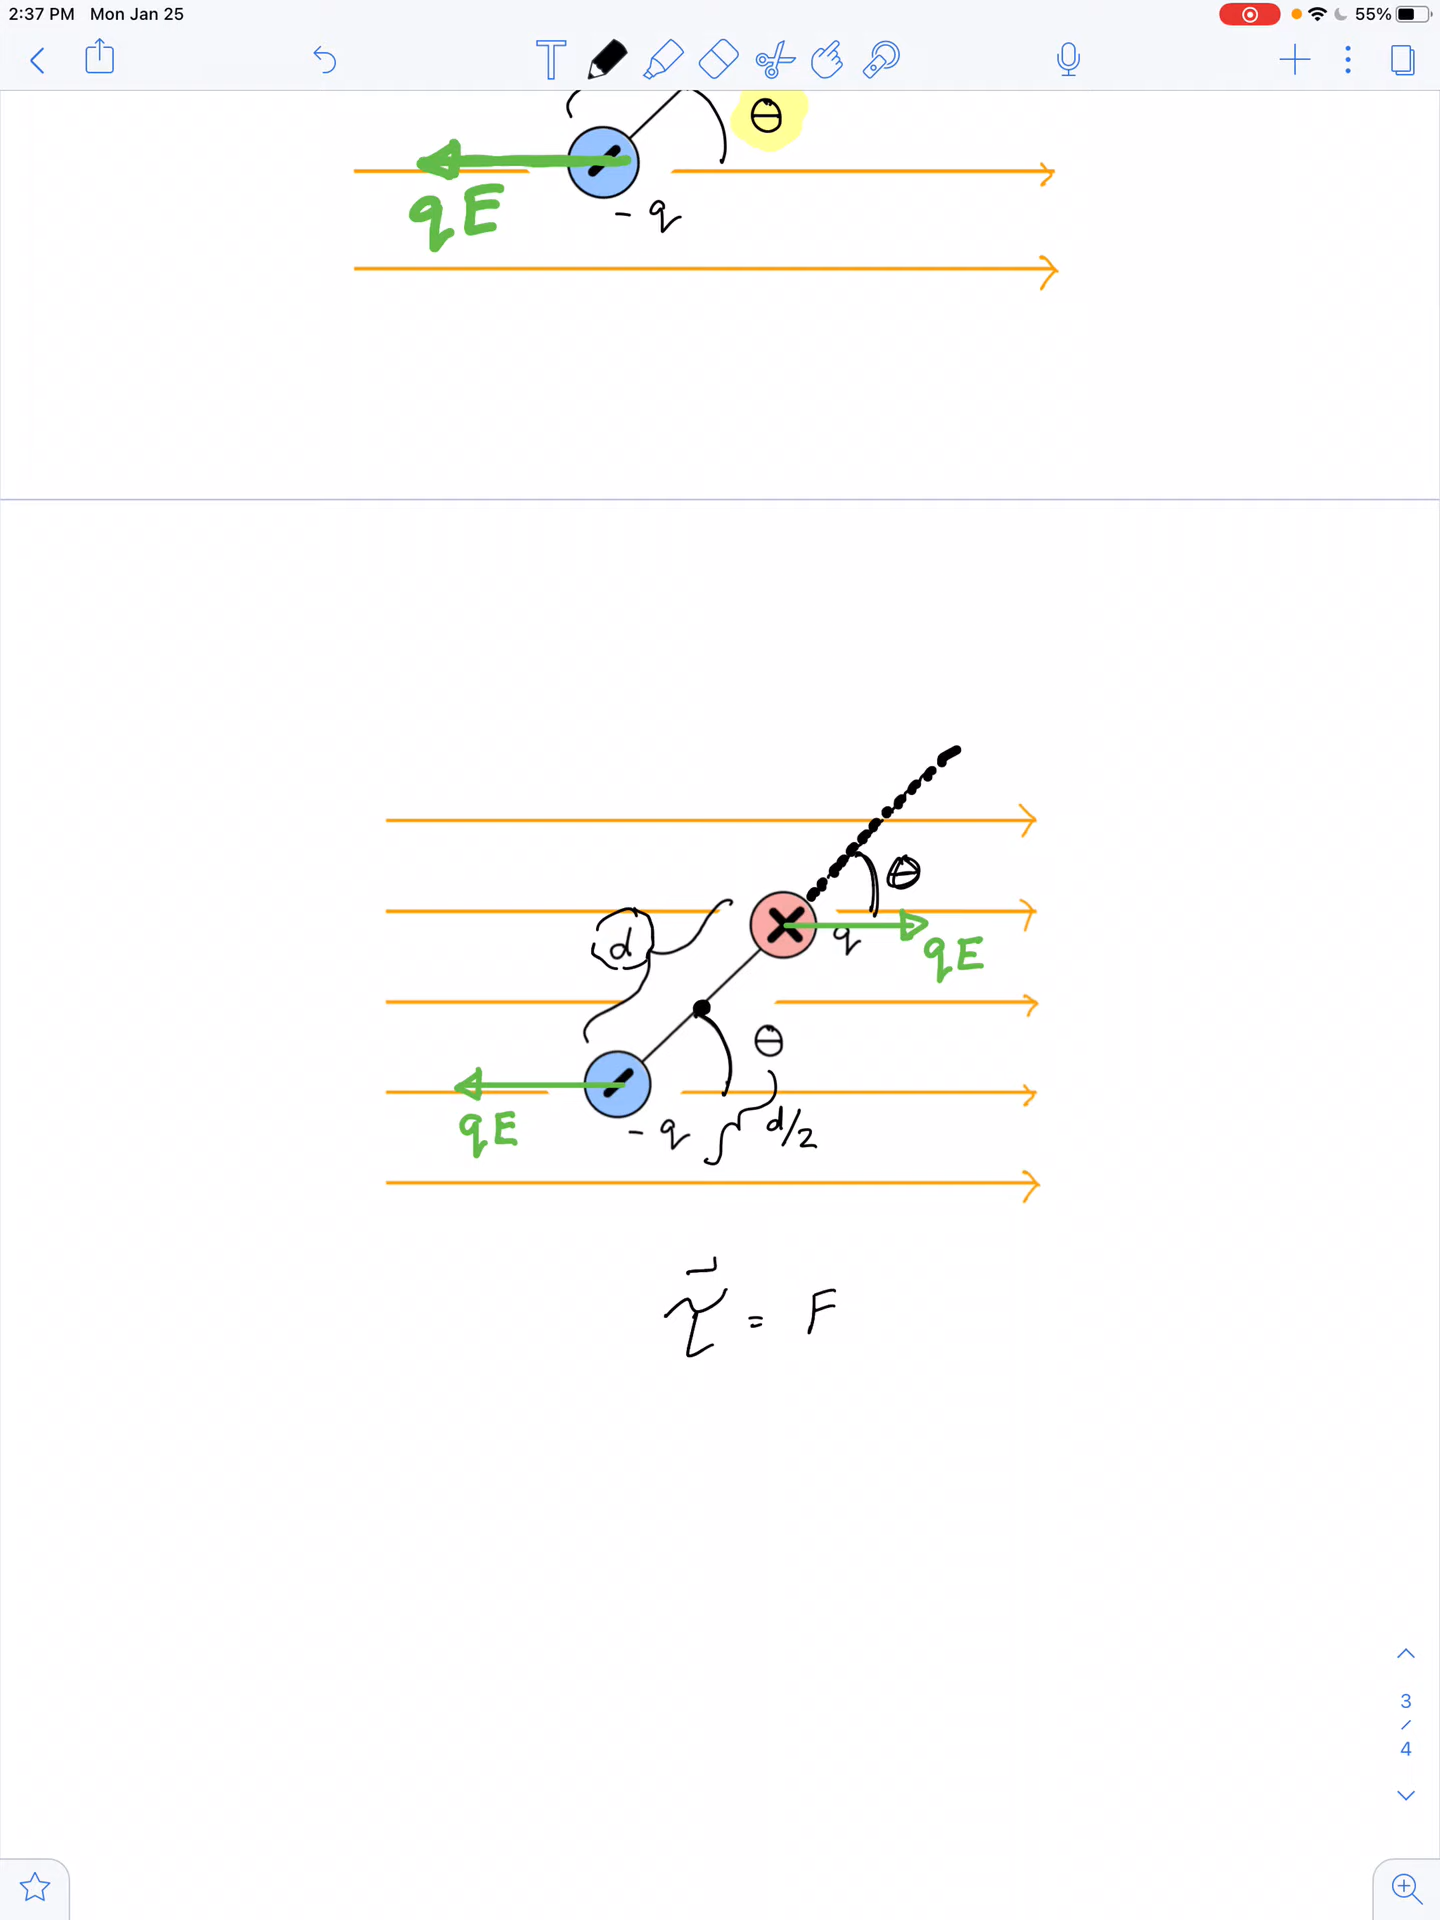 2:37 PM Mon Jan 25 55%
T
θ
qE
- q
θ
d
q
qE
θ
qE
- q
d/2
τ⃗ = F
3
/
4